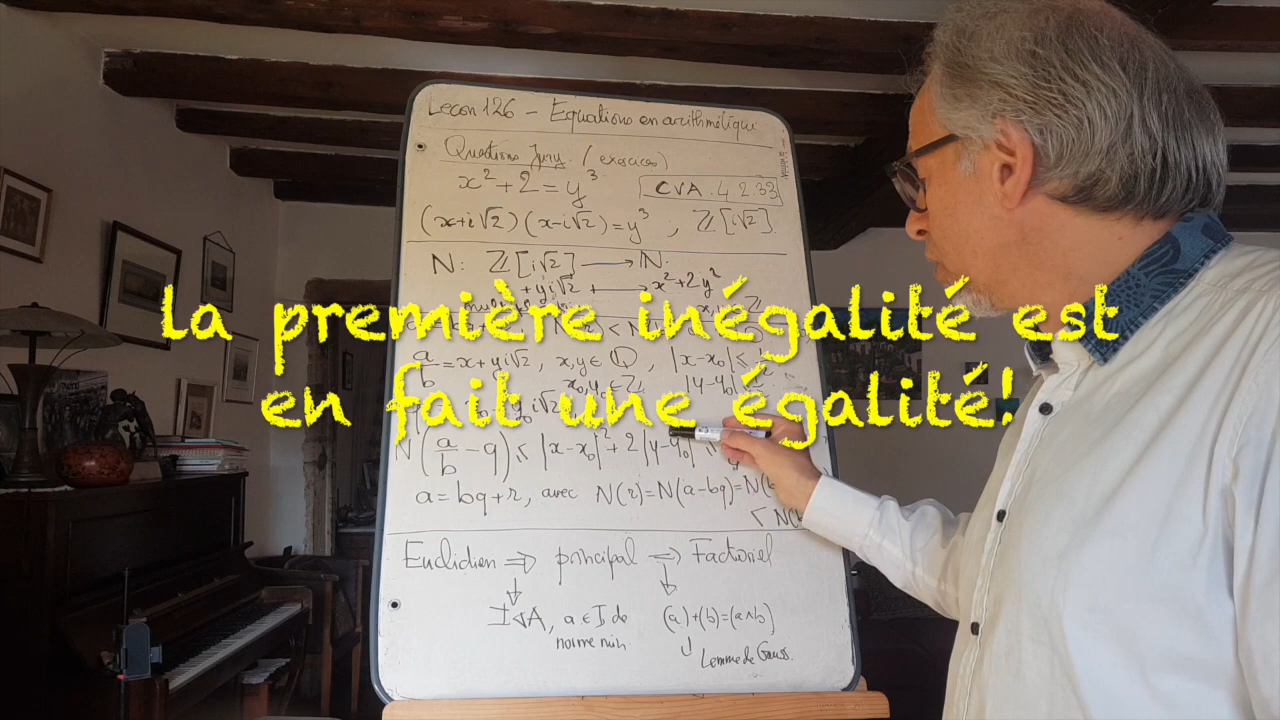 Leçon 126 - Equations en arithmétique
Questions Jury (exercices)
x² + 2 = y³
CVA : 4.2.33
(x+i√2)(x-i√2)=y³ , ℤ[i√2].
N: ℤ[i√2] → ℕ
+yi√2 ↦ x²+2y²
la première inégalité est
a/b = x+yi√2, x,y∈ℚ, |x-x₀|≤
x₀,y₀∈ℤ |y-y₀|
en fait une égalité!
N(a/b - q) ≤ |x-x₀|²+2|y-y₀|² ≤
a = bq+r, avec N(r)=N(a-bq)=N(b
< N(
Euclidien ⇒ principal ⇒ Factoriel
I◁A, a∈I de
norme min
(a)+(b)=(a∧b)
Lemme de Gauss.